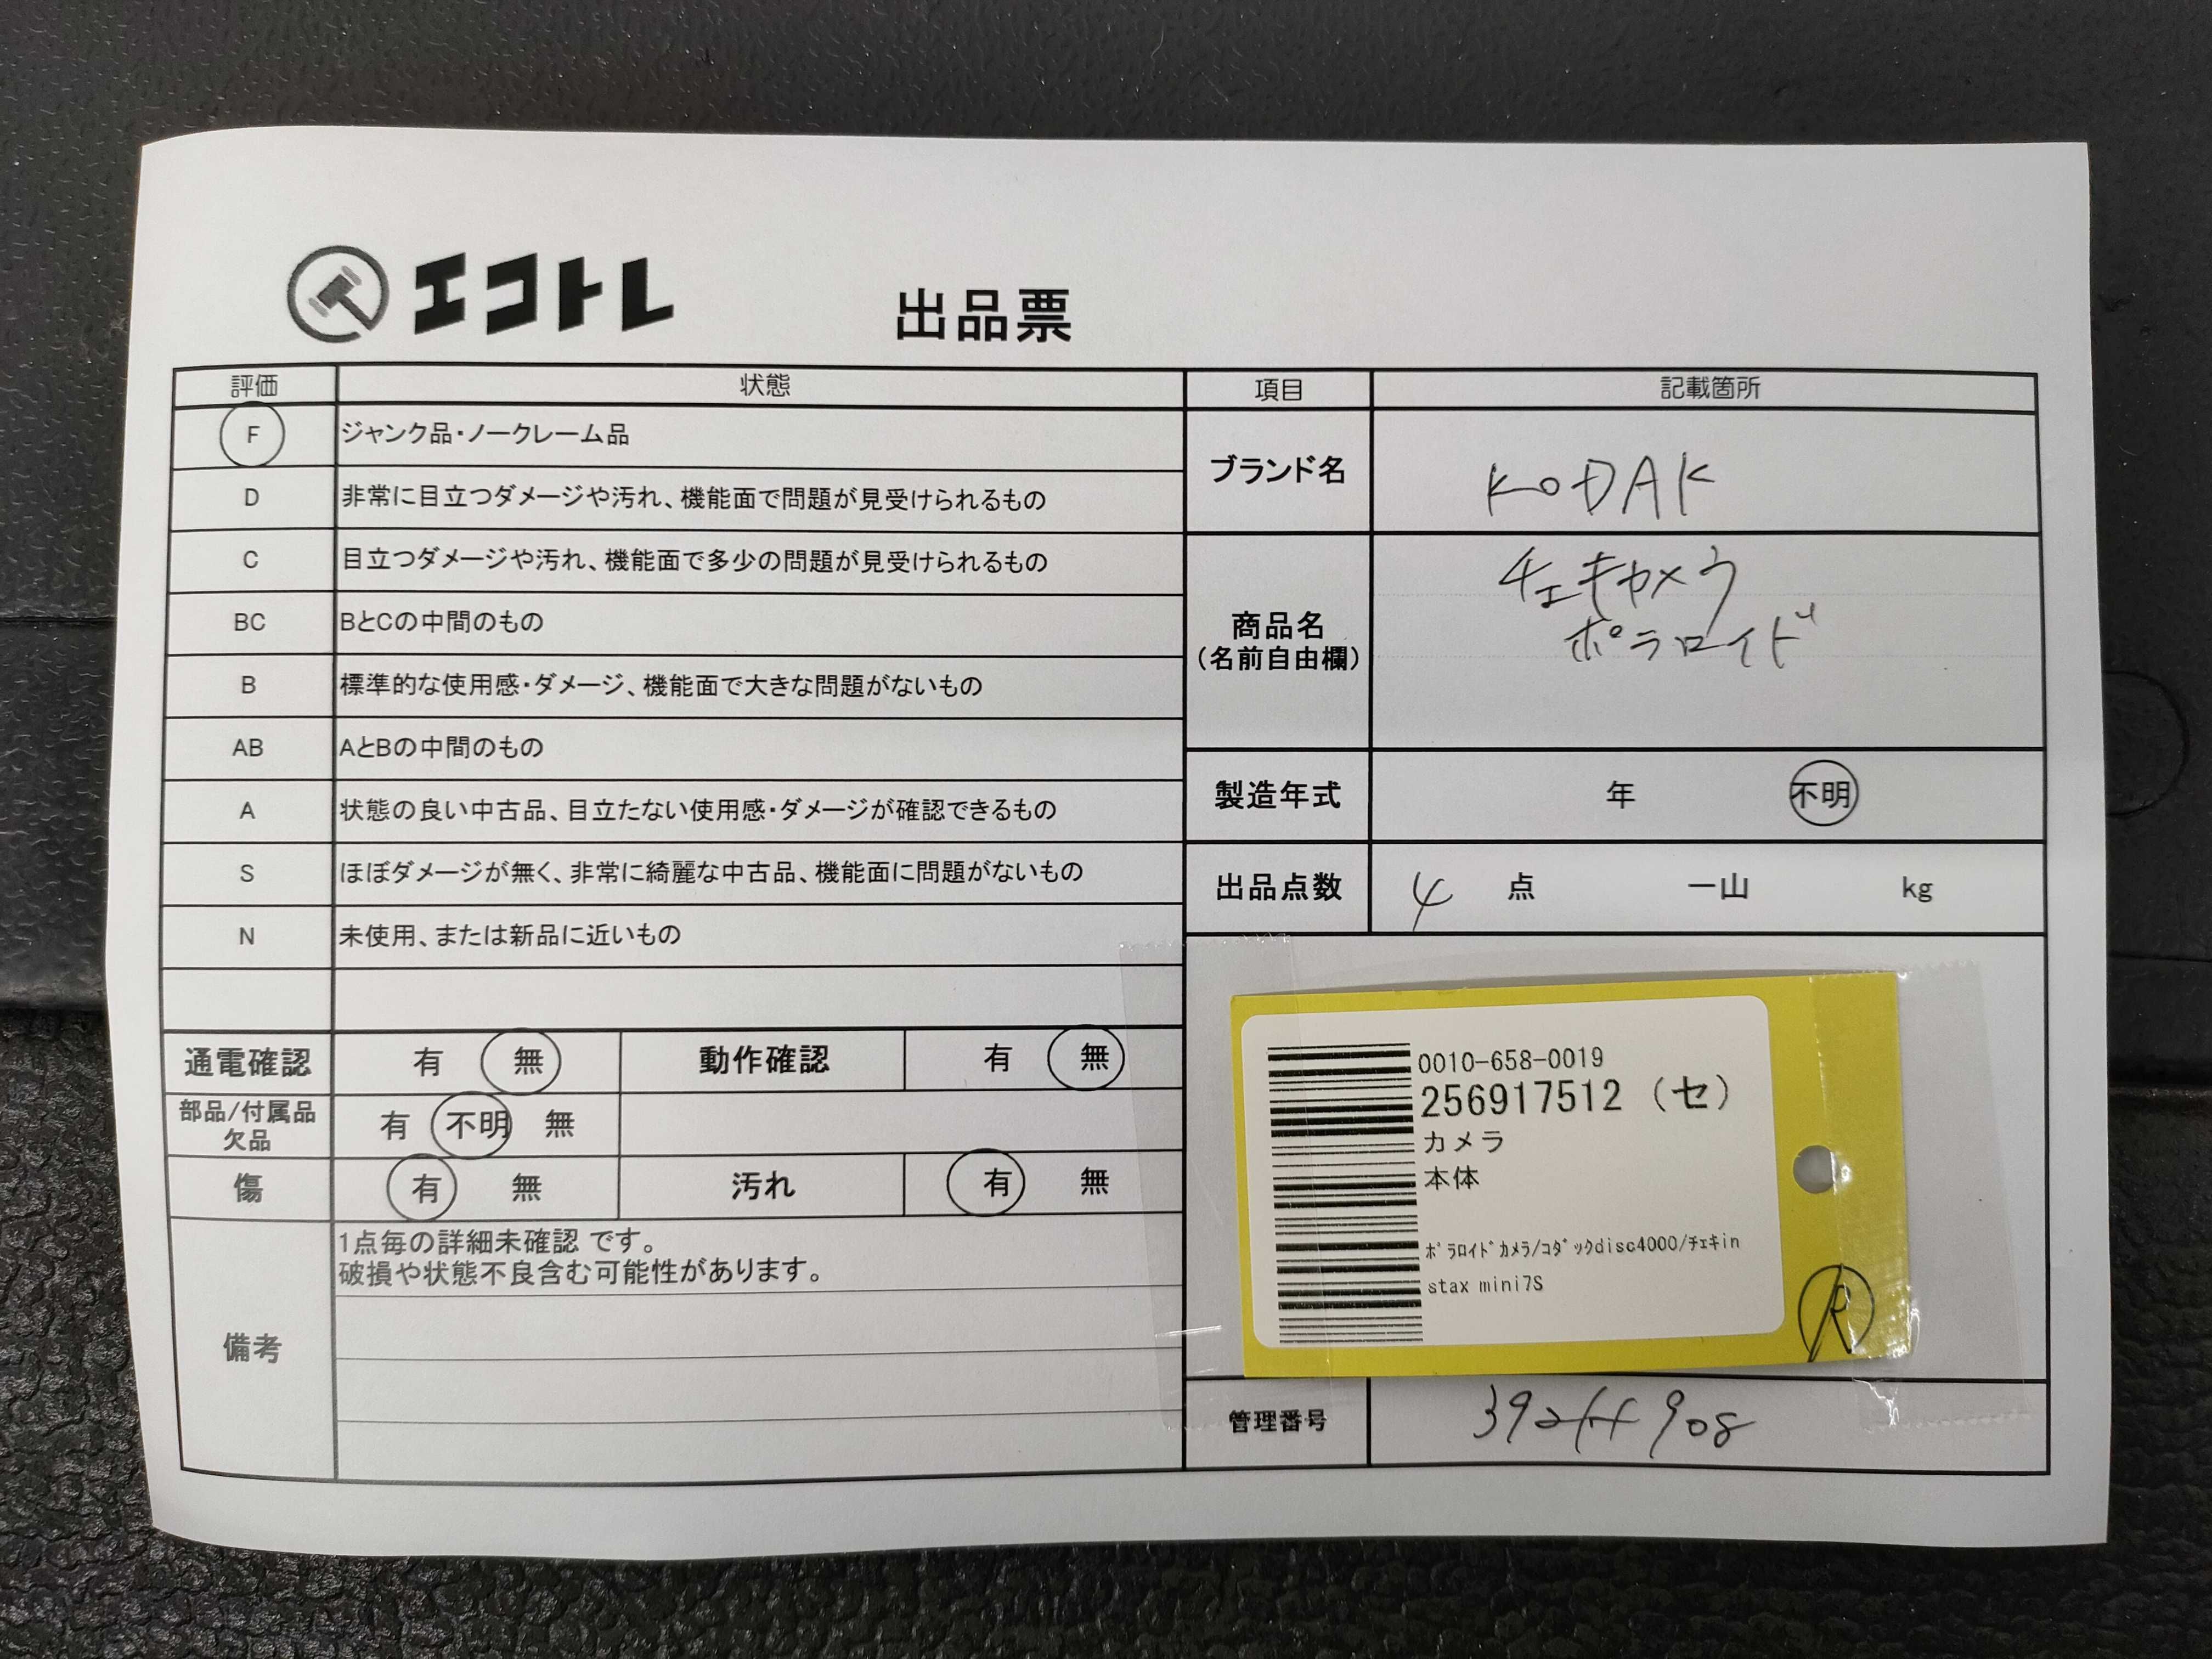 エコトレ
出品票
評価 状態
F ジャンク品・ノークレーム品
D 非常に目立つダメージや汚れ、機能面で問題が見受けられるもの
C 目立つダメージや汚れ、機能面で多少の問題が見受けられるもの
BC BとCの中間のもの
B 標準的な使用感・ダメージ、機能面で大きな問題がないもの
AB AとBの中間のもの
A 状態の良い中古品、目立たない使用感・ダメージが確認できるもの
S ほぼダメージが無く、非常に綺麗な中古品、機能面に問題がないもの
N 未使用、または新品に近いもの
通電確認 有 無 動作確認 有 無
部品/付属品
欠品 有 不明 無
傷 有 無 汚れ 有 無
備考
1点毎の詳細未確認 です。
破損や状態不良含む可能性があります。
項目 記載箇所
ブランド名 KODAK
商品名
(名前自由欄)
チェキカメラ
ポラロイド
製造年式 年 不明
出品点数 4 点 一山 kg
0010-658-0019
256917512 (セ)
カメラ
本体
ﾎﾟﾗﾛｲﾄﾞｶﾒﾗ/ｺﾀﾞｯｸdisc4000/ﾁｪｷin
stax mini7S
R
管理番号